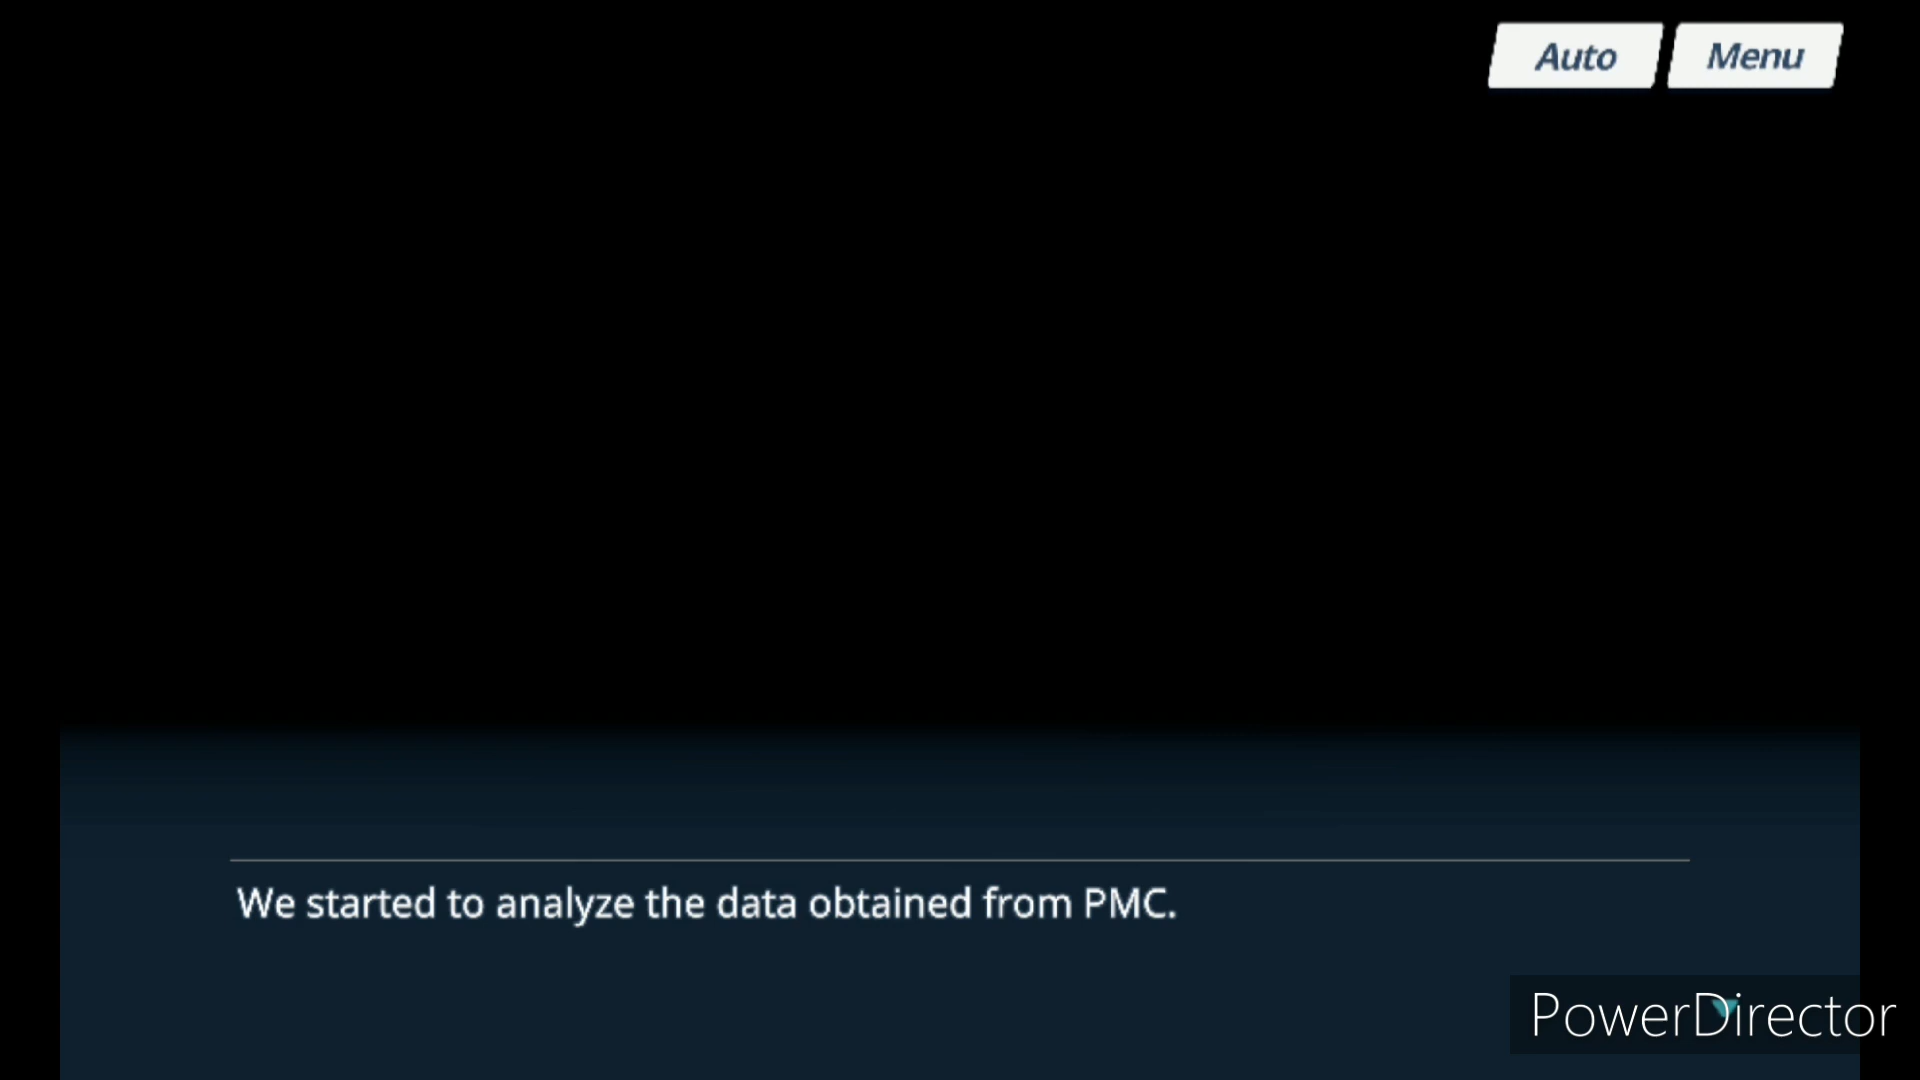 Auto Menu
We started to analyze the data obtained from PMC.
PowerDirector